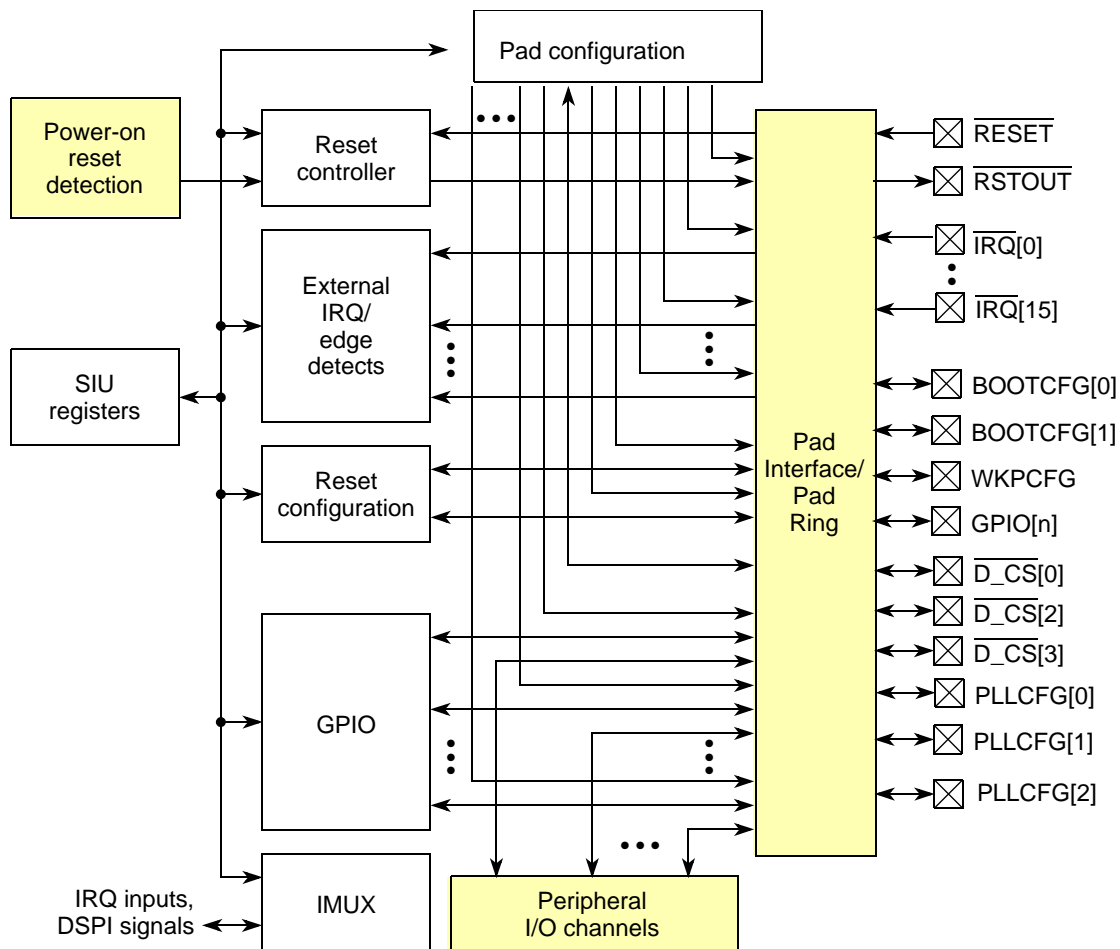 Pad configuration
Power-on
reset
detection
Reset
controller
External
IRQ/
edge
detects
SIU
registers
Reset
configuration
GPIO
IMUX
IRQ inputs,
DSPI signals
Peripheral
I/O channels
Pad
Interface/
Pad
Ring
RESET
RSTOUT
IRQ[0]
IRQ[15]
BOOTCFG[0]
BOOTCFG[1]
WKPCFG
GPIO[n]
D_CS[0]
D_CS[2]
D_CS[3]
PLLCFG[0]
PLLCFG[1]
PLLCFG[2]